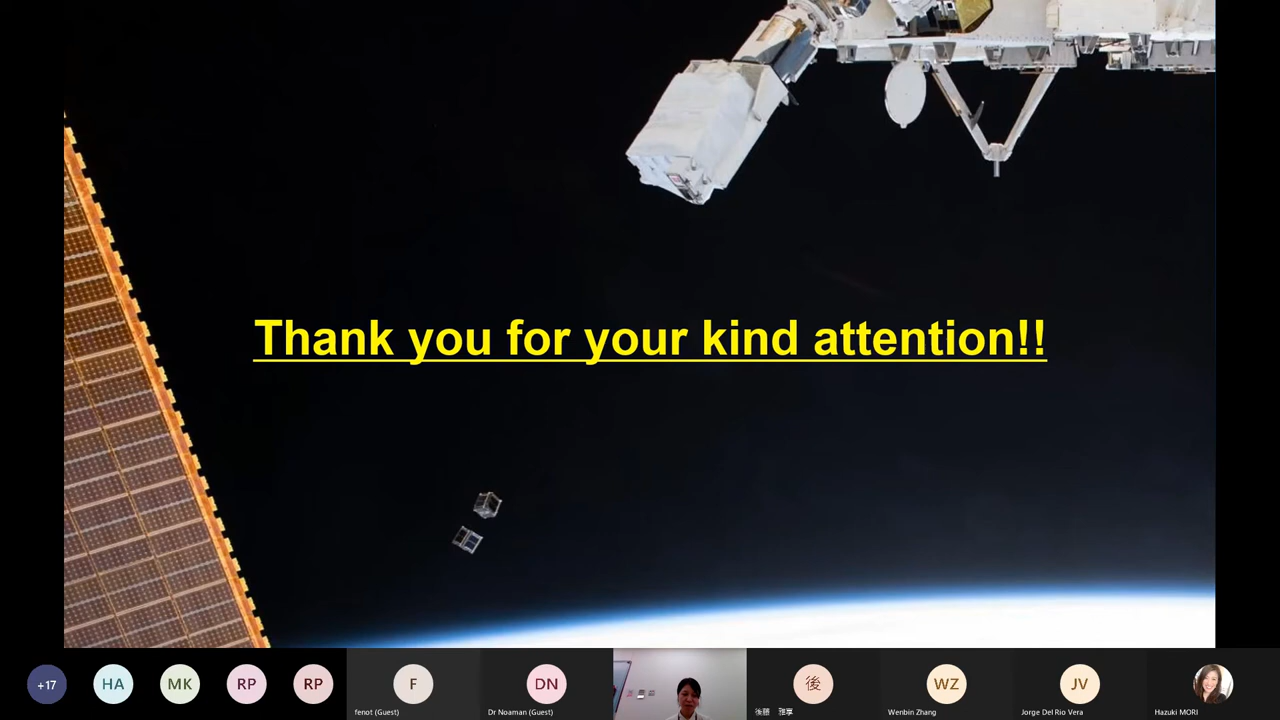 Thank you for your kind attention!!
+17
HA
MK
RP
RP
F
fenot (Guest)
DN
Dr Noaman (Guest)
後
後藤 雅享
WZ
Wenbin Zhang
JV
Jorge Del Rio Vera
Hazuki MORI